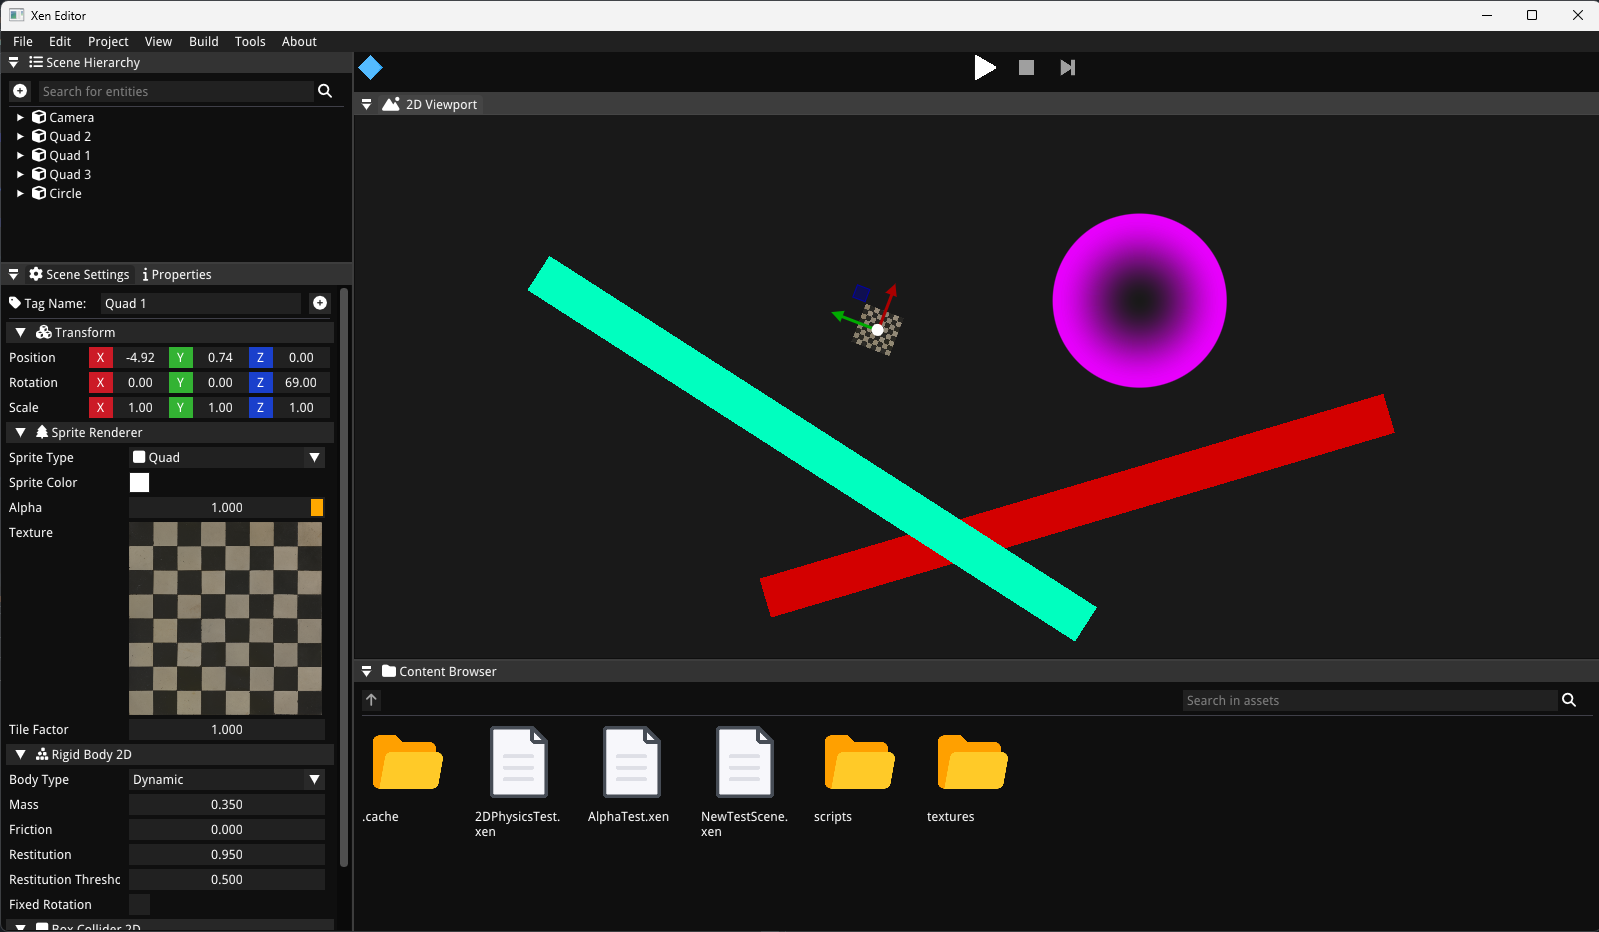 Xen Editor
File Edit Project View Build Tools About
Scene Hierarchy
Search for entities
Camera
Quad 2
Quad 1
Quad 3
Circle
Scene Settings Properties
Tag Name: Quad 1
Transform
Position X -4.92 Y 0.74 Z 0.00
Rotation X 0.00 Y 0.00 Z 69.00
Scale X 1.00 Y 1.00 Z 1.00
Sprite Renderer
Sprite Type Quad
Sprite Color
Alpha 1.000
Texture
Tile Factor 1.000
Rigid Body 2D
Body Type Dynamic
Mass 0.350
Friction 0.000
Restitution 0.950
Restitution Thresho 0.500
Fixed Rotation
Box Collider 2D
2D Viewport
Content Browser
Search in assets
.cache
2DPhysicsTest.
xen
AlphaTest.xen
NewTestScene.
xen
scripts
textures